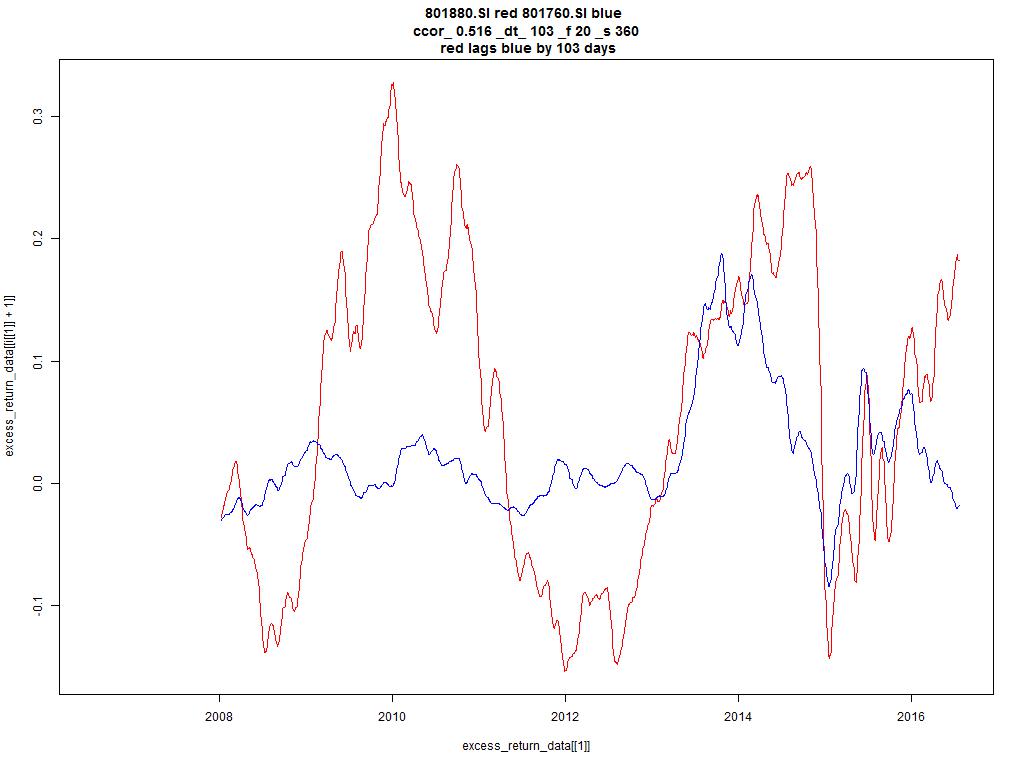 801880.SI red 801760.SI blue
ccor_ 0.516 _dt_ 103 _f 20 _s 360
red lags blue by 103 days
excess_return_data[[i[i[1]] + 1]]
0.3
0.2
0.1
0.0
-0.1
2008 2010 2012 2014 2016
excess_return_data[[1]]